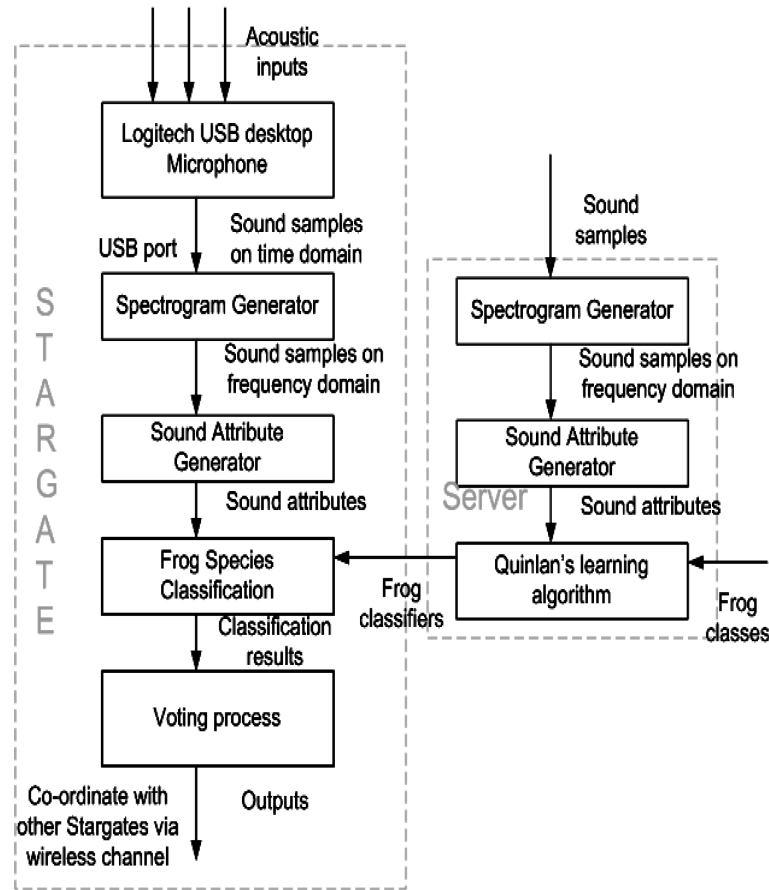 Acoustic
inputs
Logitech USB desktop
Microphone
USB port
Sound samples
on time domain
Spectrogram Generator
Sound samples on
frequency domain
Sound Attribute
Generator
Sound attributes
Frog Species
Classification
Classification
results
Voting process
Co-ordinate with
other Stargates via
wireless channel
Outputs
STARGATE
Sound
samples
Spectrogram Generator
Sound samples on
frequency domain
Sound Attribute
Generator
Server
Sound attributes
Quinlan's learning
algorithm
Frog
classifiers
Frog
classes